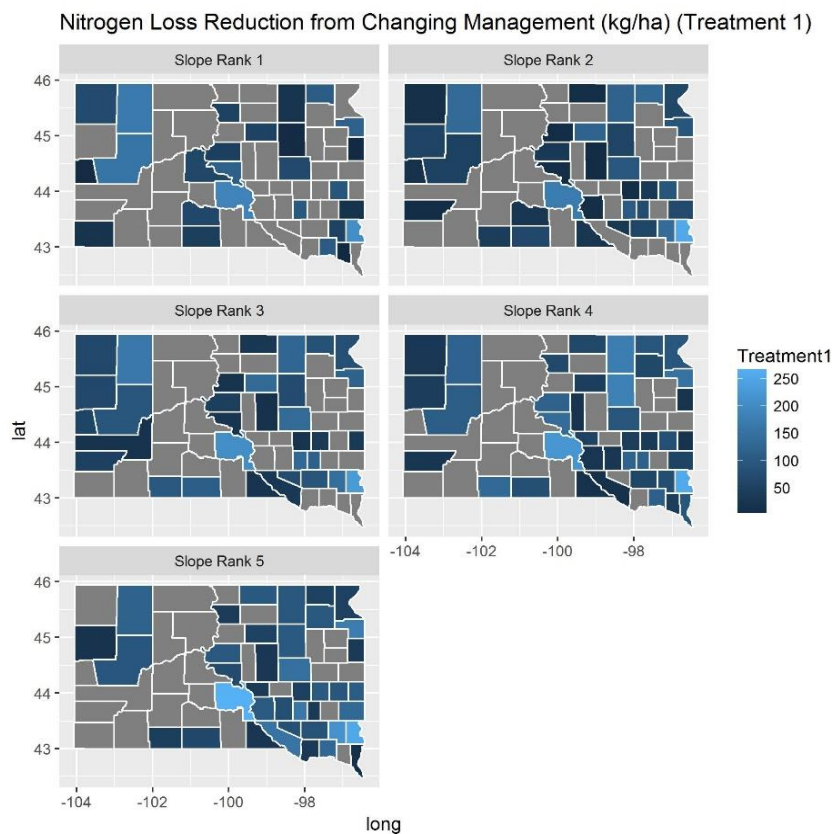 Nitrogen Loss Reduction from Changing Management (kg/ha) (Treatment 1)
Slope Rank 1
Slope Rank 2
46
45
44
43
Slope Rank 3
Slope Rank 4
46
45
44
43
lat
Treatment1
250
200
150
100
50
-104
-102
-100
-98
Slope Rank 5
46
45
44
43
-104
-102
-100
-98
long